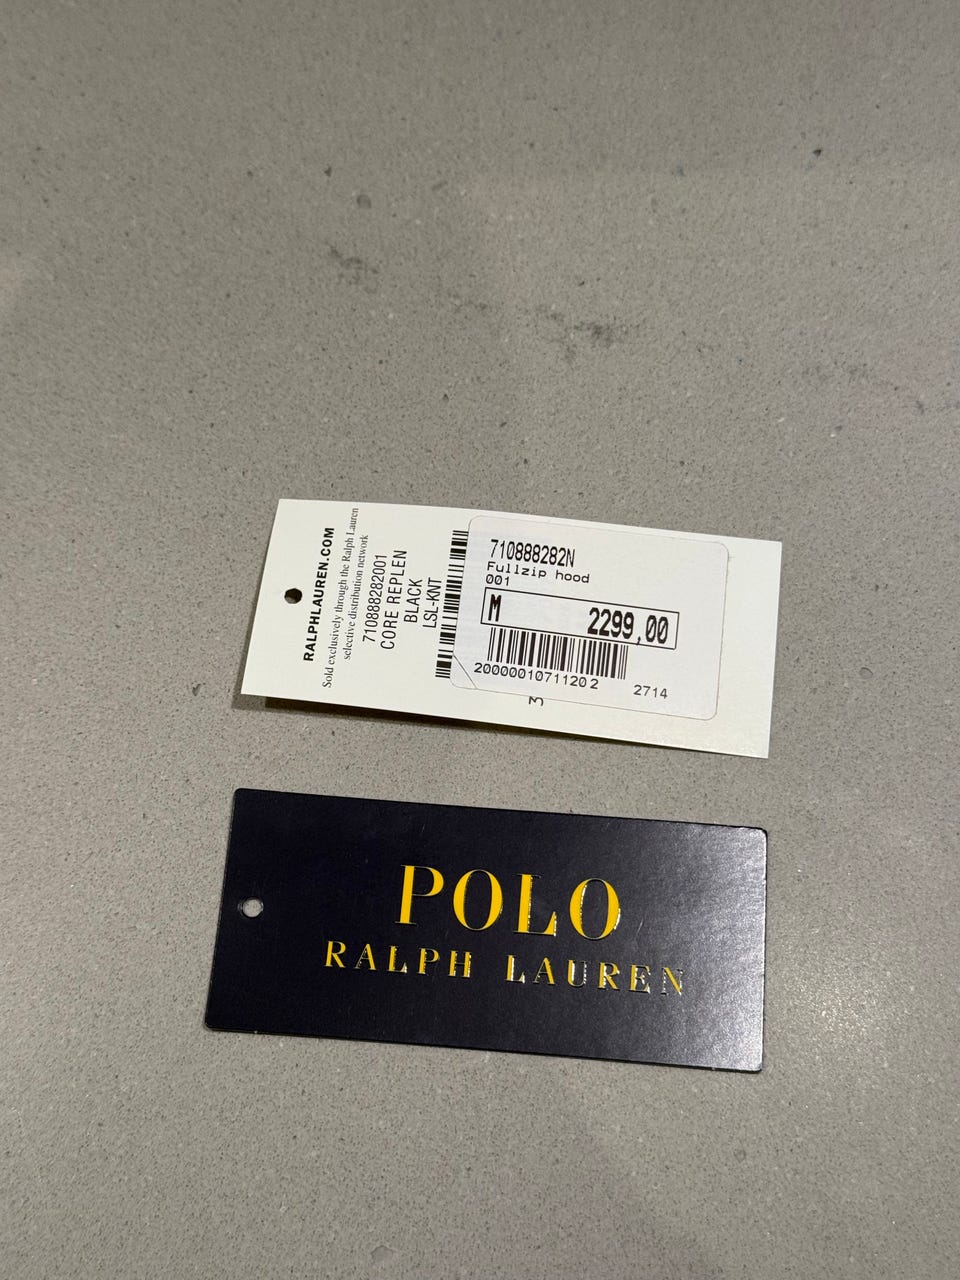 RALPHLAUREN.COM
Sold exclusively through the Ralph Lauren
selective distribution network
710888282001
CORE REPLEN
BLACK
LSL-KNT
3
710888282N
Fullzip hood
001
M 2299,00
2000001071120 2
2714
POLO
RALPH LAUREN